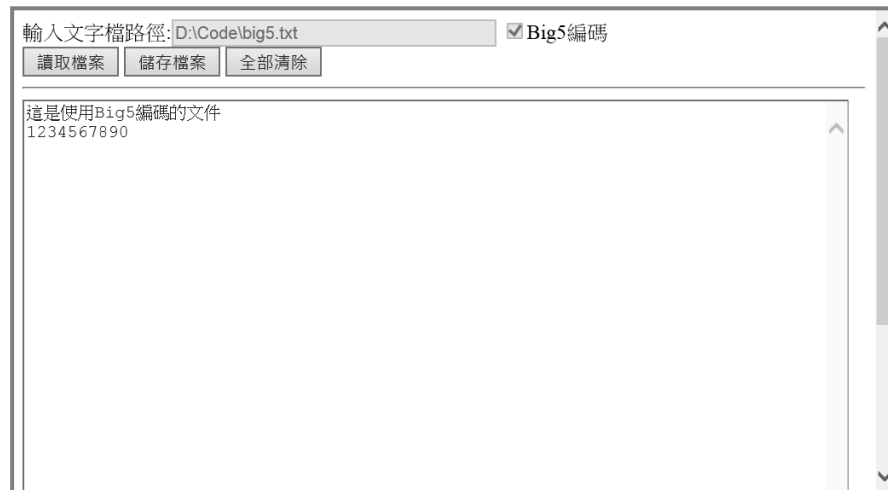 輸入文字檔路徑:D:\Code\big5.txt Big5編碼
讀取檔案 儲存檔案 全部清除
這是使用Big5編碼的文件
1234567890